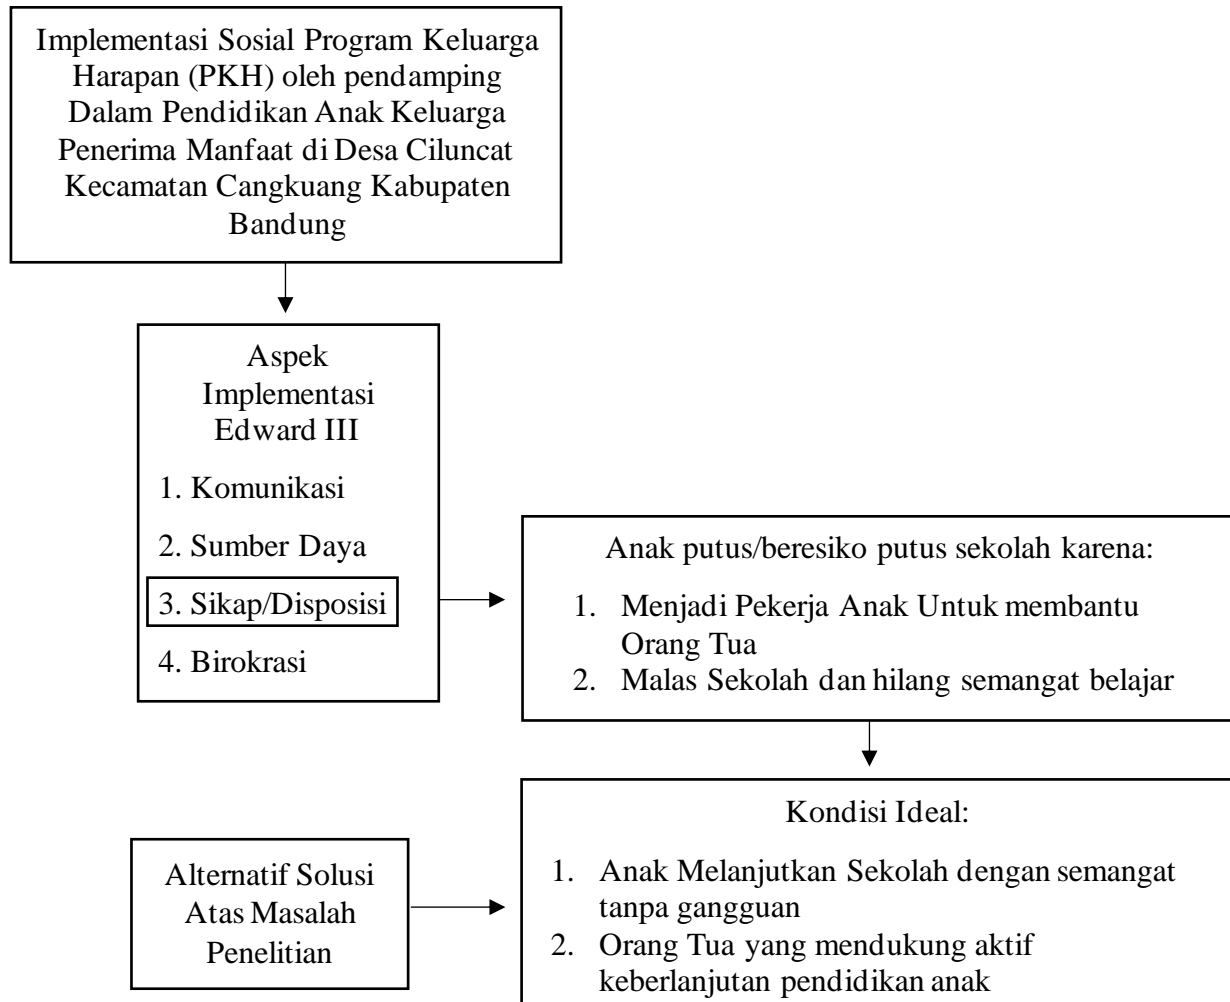 Implementasi Sosial Program Keluarga
Harapan (PKH) oleh pendamping
Dalam Pendidikan Anak Keluarga
Penerima Manfaat di Desa Ciluncat
Kecamatan Cangkuang Kabupaten
Bandung
Aspek
Implementasi
Edward III
1. Komunikasi
2. Sumber Daya
3. Sikap/Disposisi
4. Birokrasi
Anak putus/beresiko putus sekolah karena:
1. Menjadi Pekerja Anak Untuk membantu
Orang Tua
2. Malas Sekolah dan hilang semangat belajar
Alternatif Solusi
Atas Masalah
Penelitian
Kondisi Ideal:
1. Anak Melanjutkan Sekolah dengan semangat
tanpa gangguan
2. Orang Tua yang mendukung aktif
keberlanjutan pendidikan anak